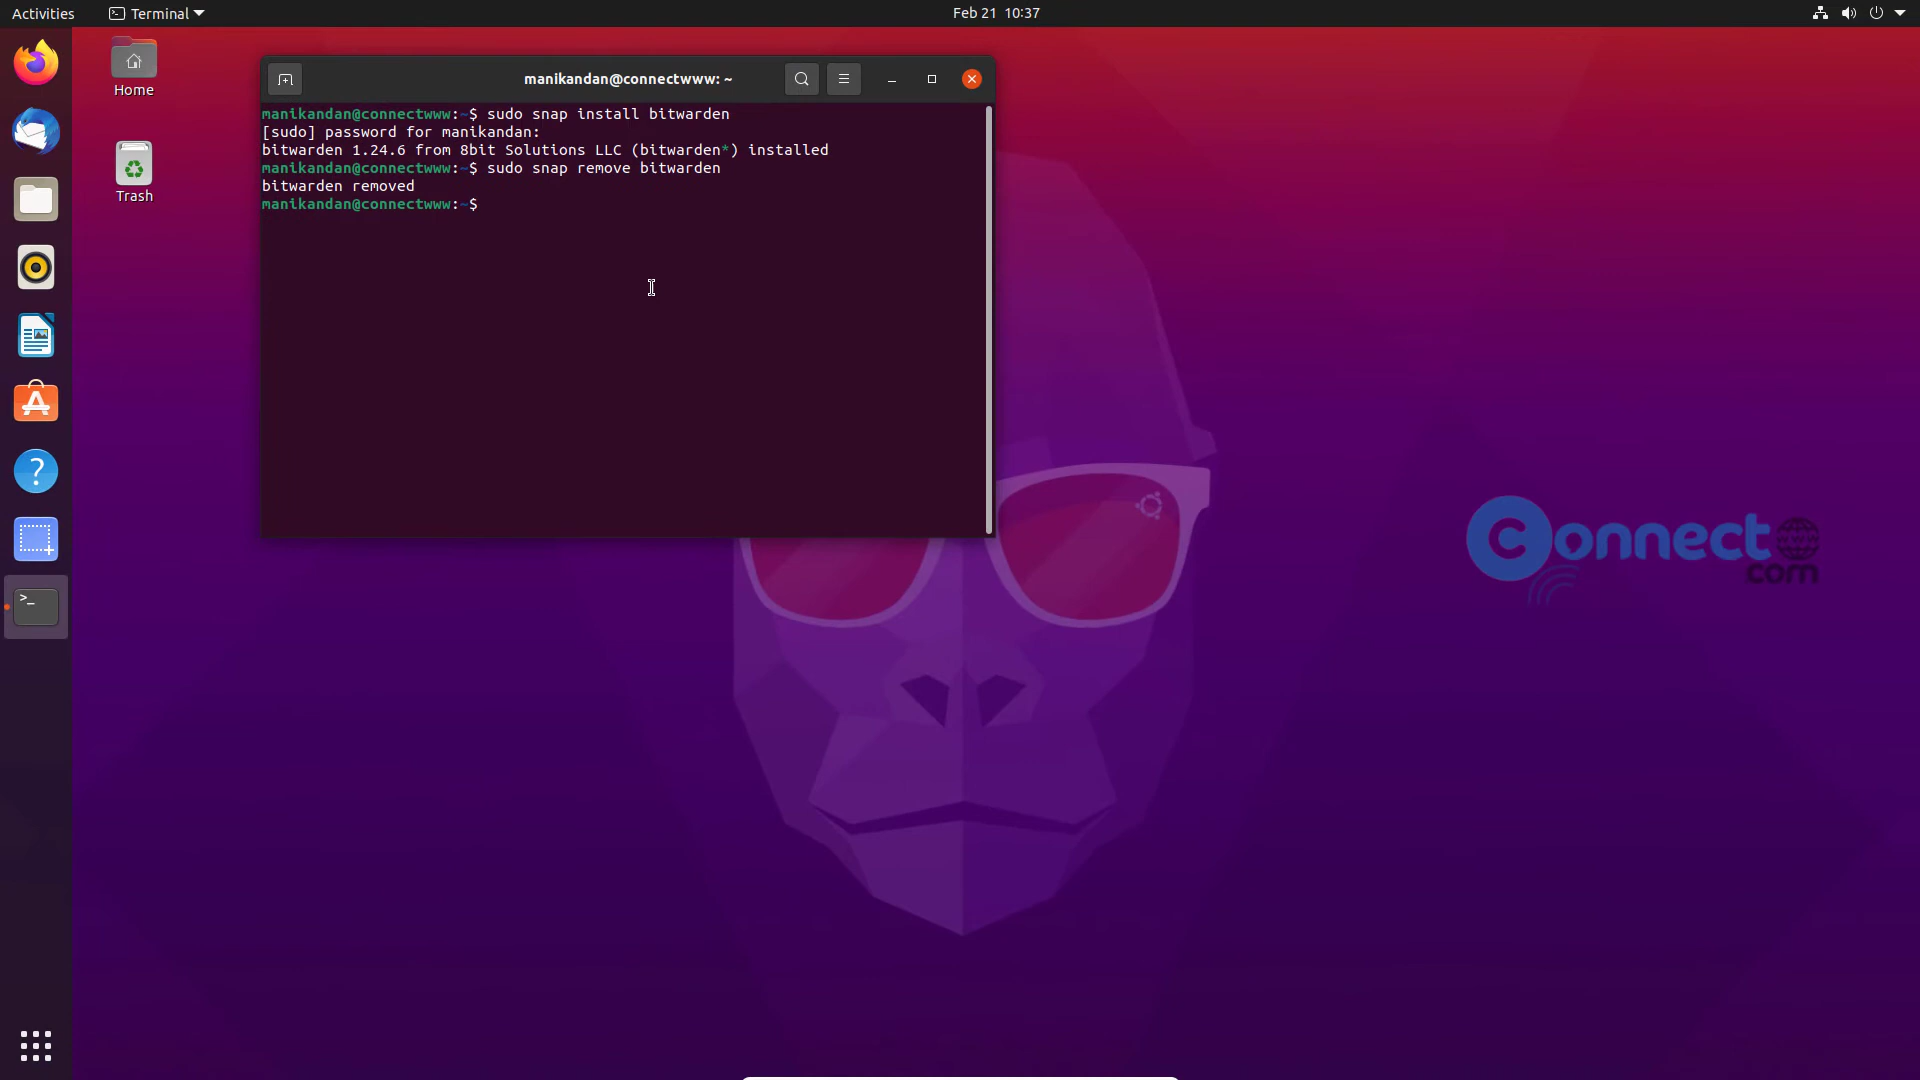 Activities
Terminal
Feb 21 10:37
Home
Trash
manikandan@connectwww: ~
manikandan@connectwww:~$ sudo snap install bitwarden
[sudo] password for manikandan:
bitwarden 1.24.6 from 8bit Solutions LLC (bitwarden*) installed
manikandan@connectwww:~$ sudo snap remove bitwarden
bitwarden removed
manikandan@connectwww:~$
>_
?
Connect
www
com